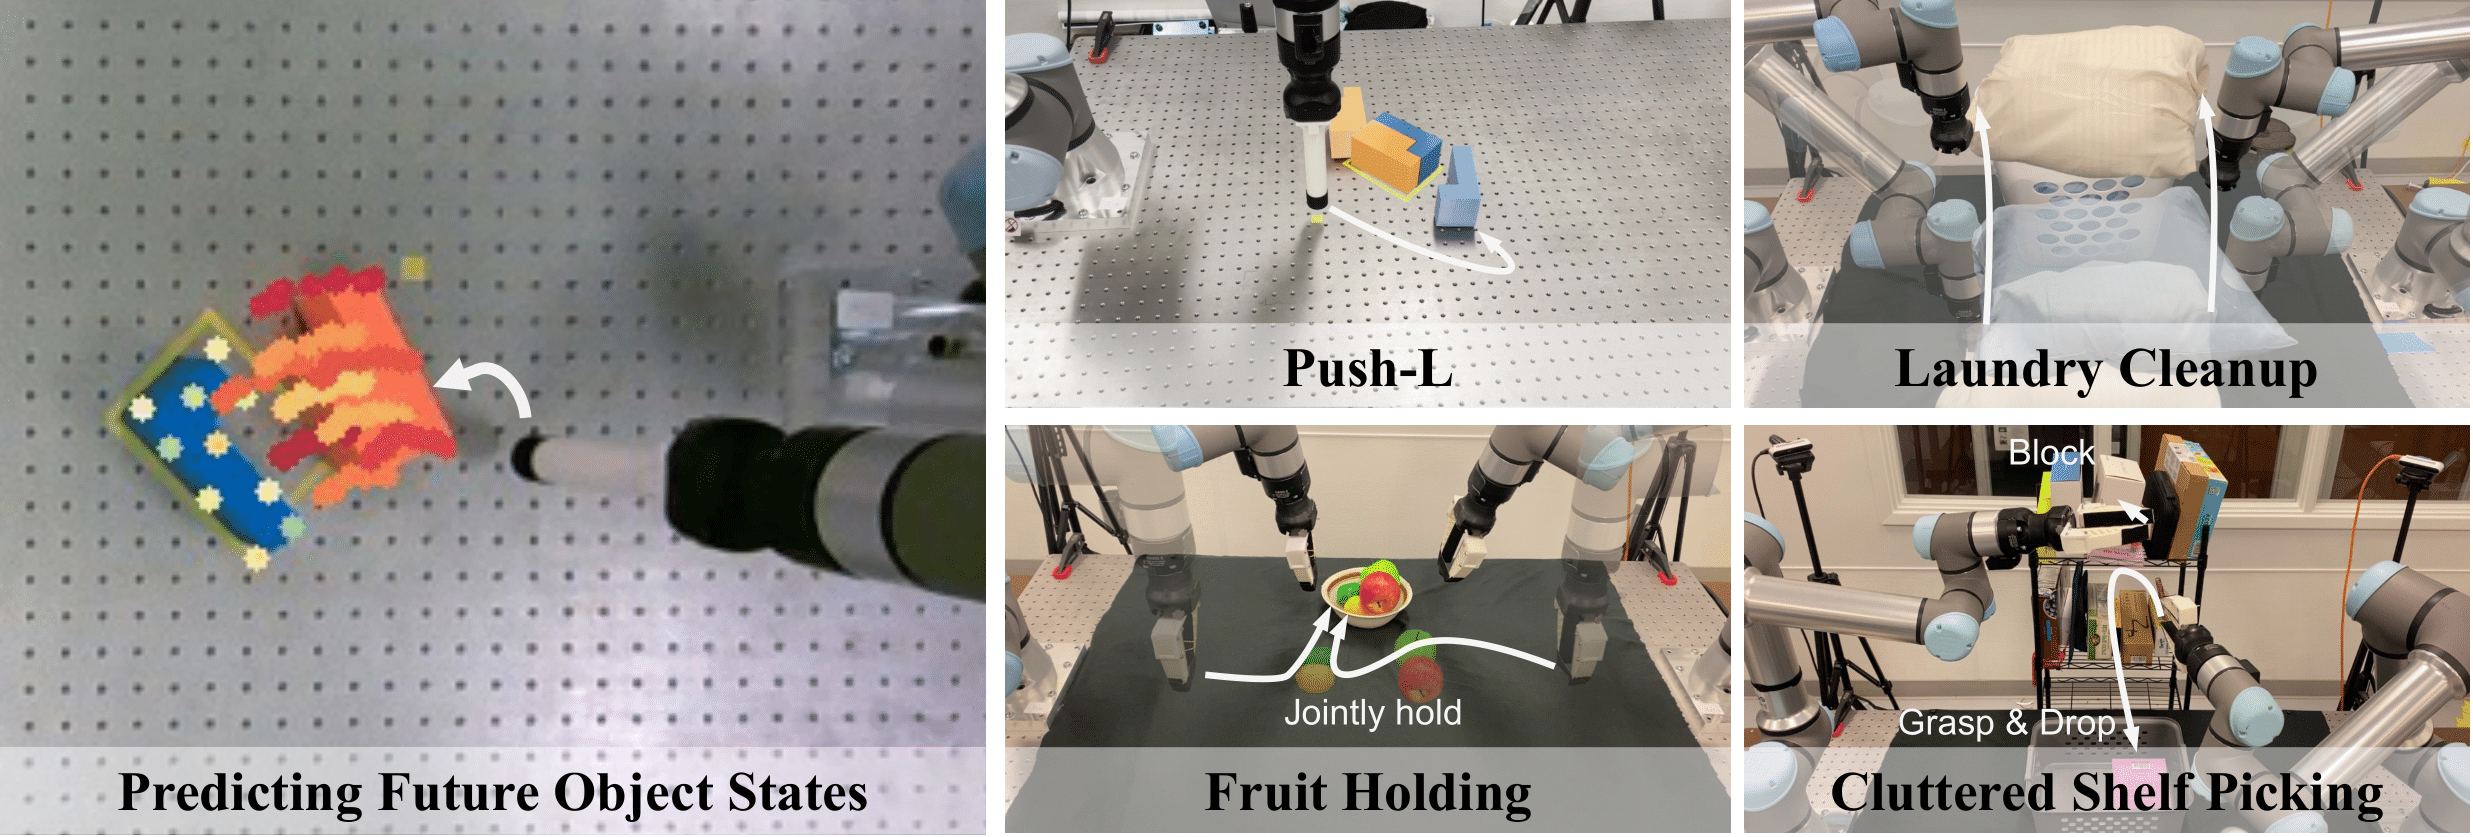 Predicting Future Object States
Push-L
Laundry Cleanup
Jointly hold
Fruit Holding
Block
Grasp & Drop
Cluttered Shelf Picking